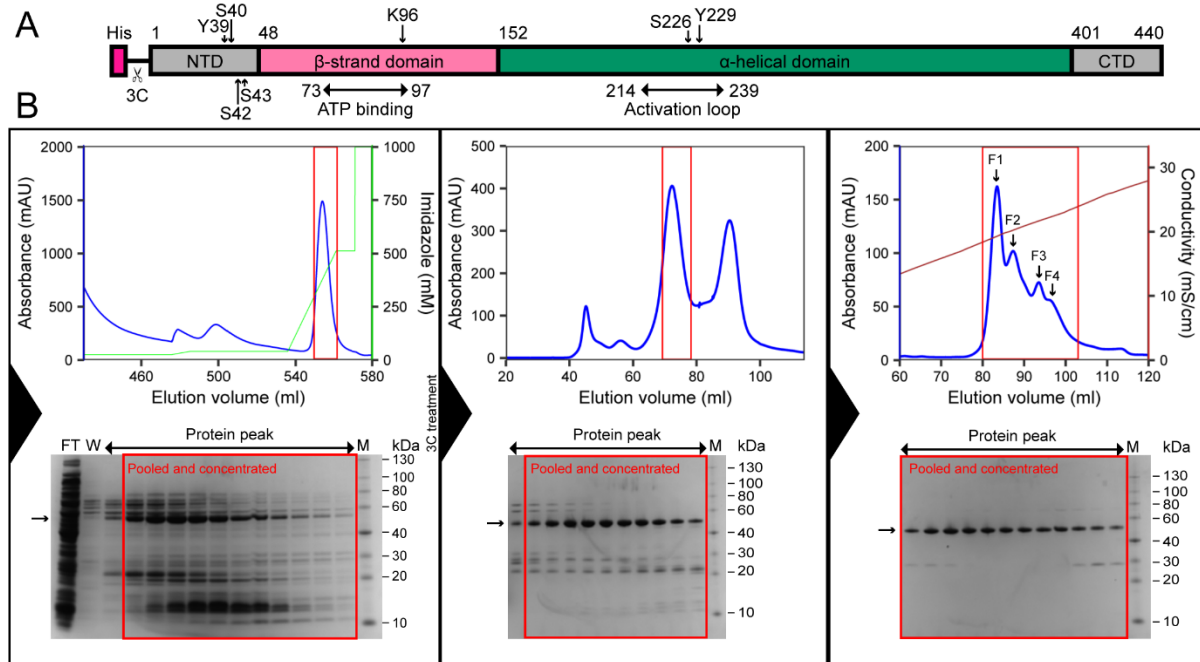 A
S40
Y39
K96
S226
Y229
His
1
48
152
401
440
NTD
β-strand domain
α-helical domain
CTD
3C
S42
S43
73
97
ATP binding
214
239
Activation loop
B
2000
1500
1000
500
0
Absorbance (mAU)
1000
750
500
250
0
Imidazole (mM)
460
500
540
580
Elution volume (ml)
FT
W
Protein peak
M
kDa
Pooled and concentrated
130
100
80
60
40
30
20
10
3C treatment
500
400
300
200
100
0
Absorbance (mAU)
20
40
60
80
100
Elution volume (ml)
Protein peak
M
kDa
Pooled and concentrated
130
100
80
60
40
30
20
10
200
150
100
50
0
Absorbance (mAU)
F1
F2
F3
F4
30
20
10
0
Conductivity (mS/cm)
60
80
100
120
Elution volume (ml)
Protein peak
M
kDa
Pooled and concentrated
130
100
80
60
40
30
20
10